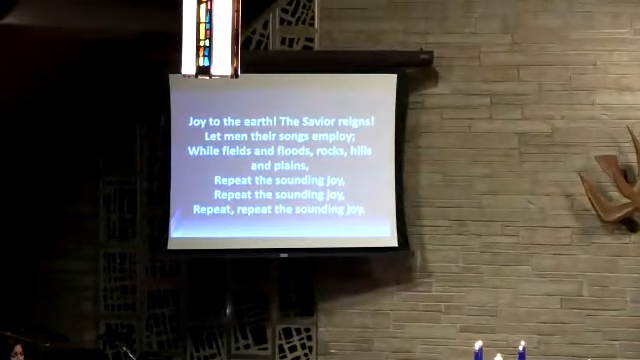 Joy to the earth! The Savior reigns!
Let men their songs employ;
While fields and floods, rocks, hills
and plains,
Repeat the sounding joy,
Repeat the sounding joy,
Repeat, repeat the sounding joy.